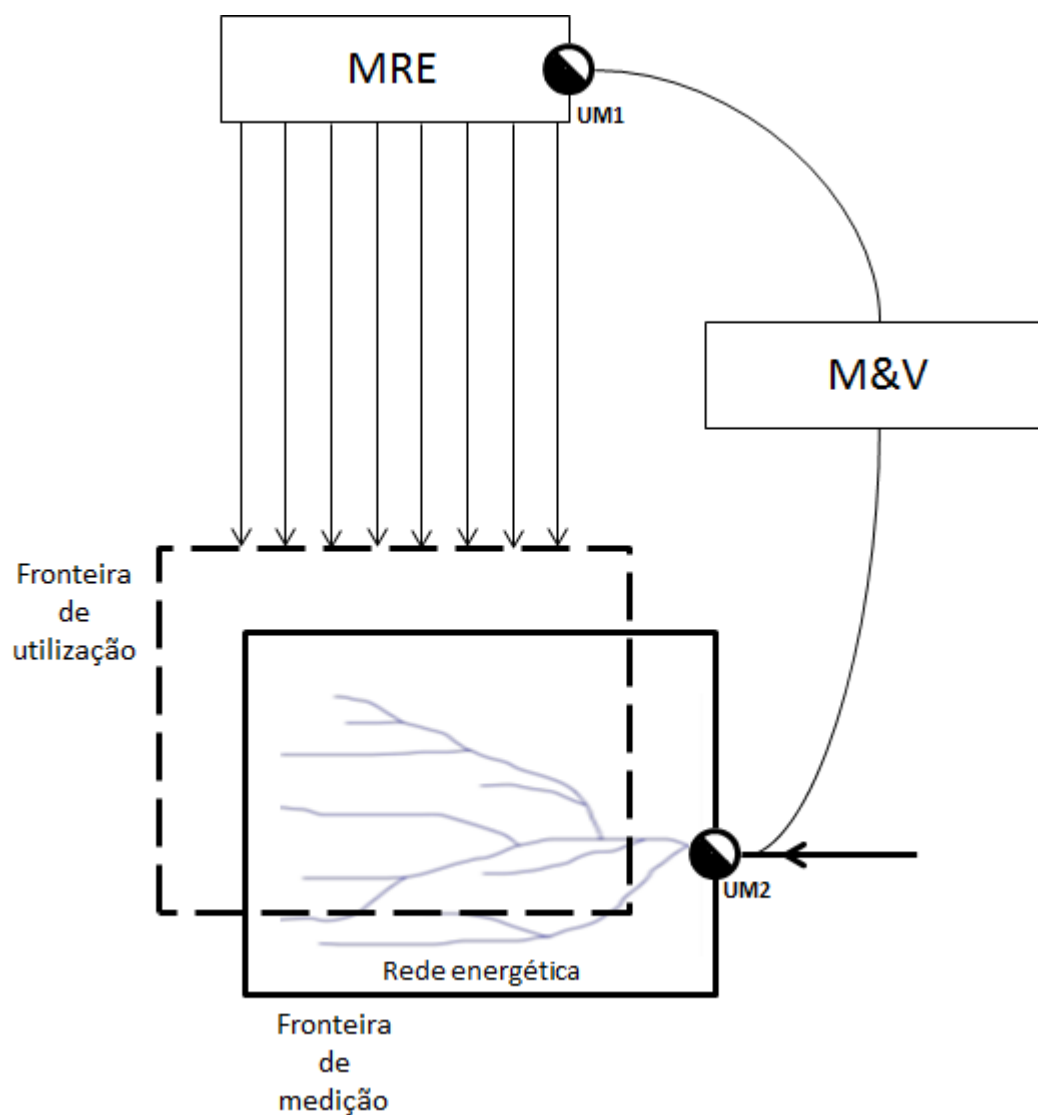 MRE
UM1
M&V
Fronteira
de
utilização
UM2
Rede energética
Fronteira
de
medição